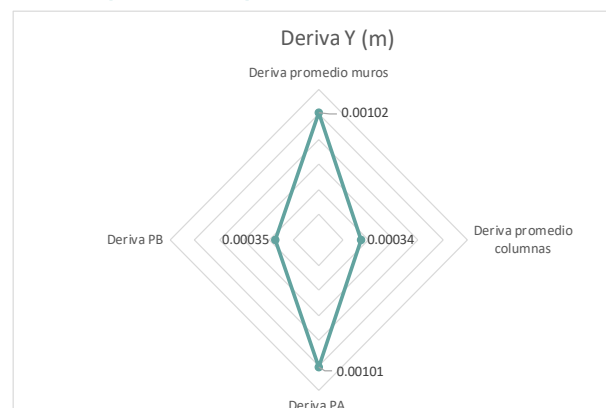 Deriva Y (m)
Deriva promedio muros
0.00102
Deriva PB
0.00035
0.00034
Deriva promedio
columnas
0.00101
Deriva PA